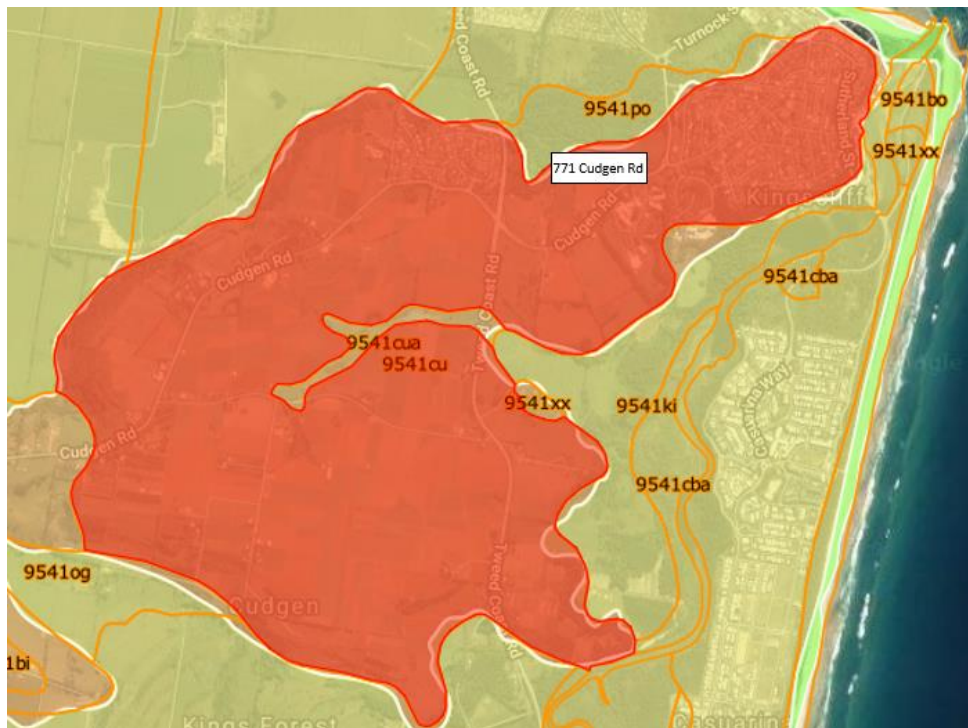 Tweed Coast Rd
Turnock S
9541po
Sutherland St
9541bo
9541xx
771 Cudgen Rd
Kingscliff
Cudgen Rd
Cudgen Rd
Tweed Coast Rd
9541cba
9541cua
9541cu
9541xx
9541ki
Casuarina Way
Cudgen Rd
9541cba
9541og
Tweed Coast Rd
Cudgen
1bi
Kings Forest
Casuarina